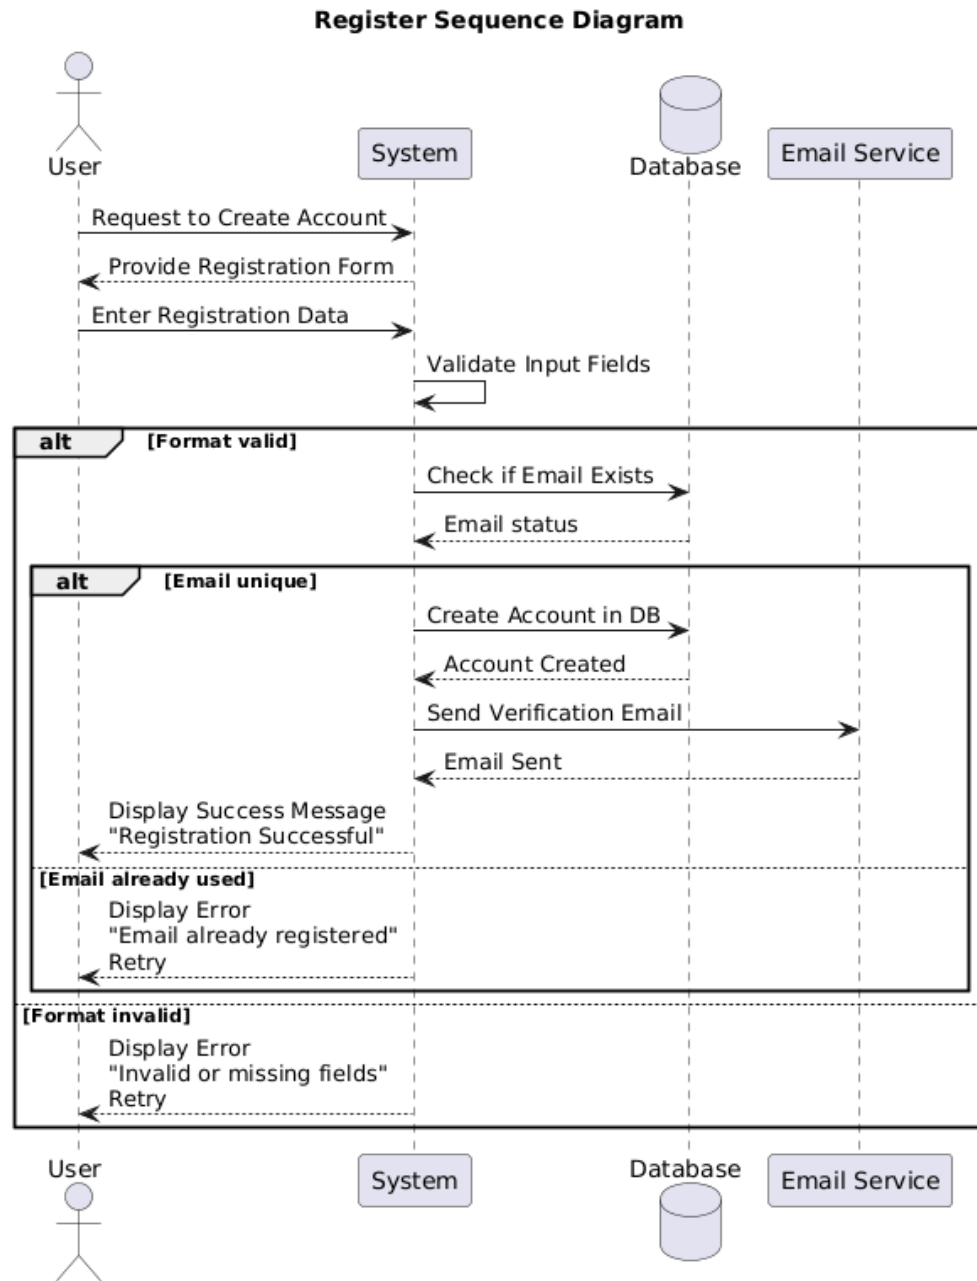 Register Sequence Diagram
User
System
Database
Email Service
Request to Create Account
Provide Registration Form
Enter Registration Data
Validate Input Fields
alt [Format valid]
Check if Email Exists
Email status
alt [Email unique]
Create Account in DB
Account Created
Send Verification Email
Email Sent
Display Success Message
"Registration Successful"
[Email already used]
Display Error
"Email already registered"
Retry
[Format invalid]
Display Error
"Invalid or missing fields"
Retry
User
System
Database
Email Service